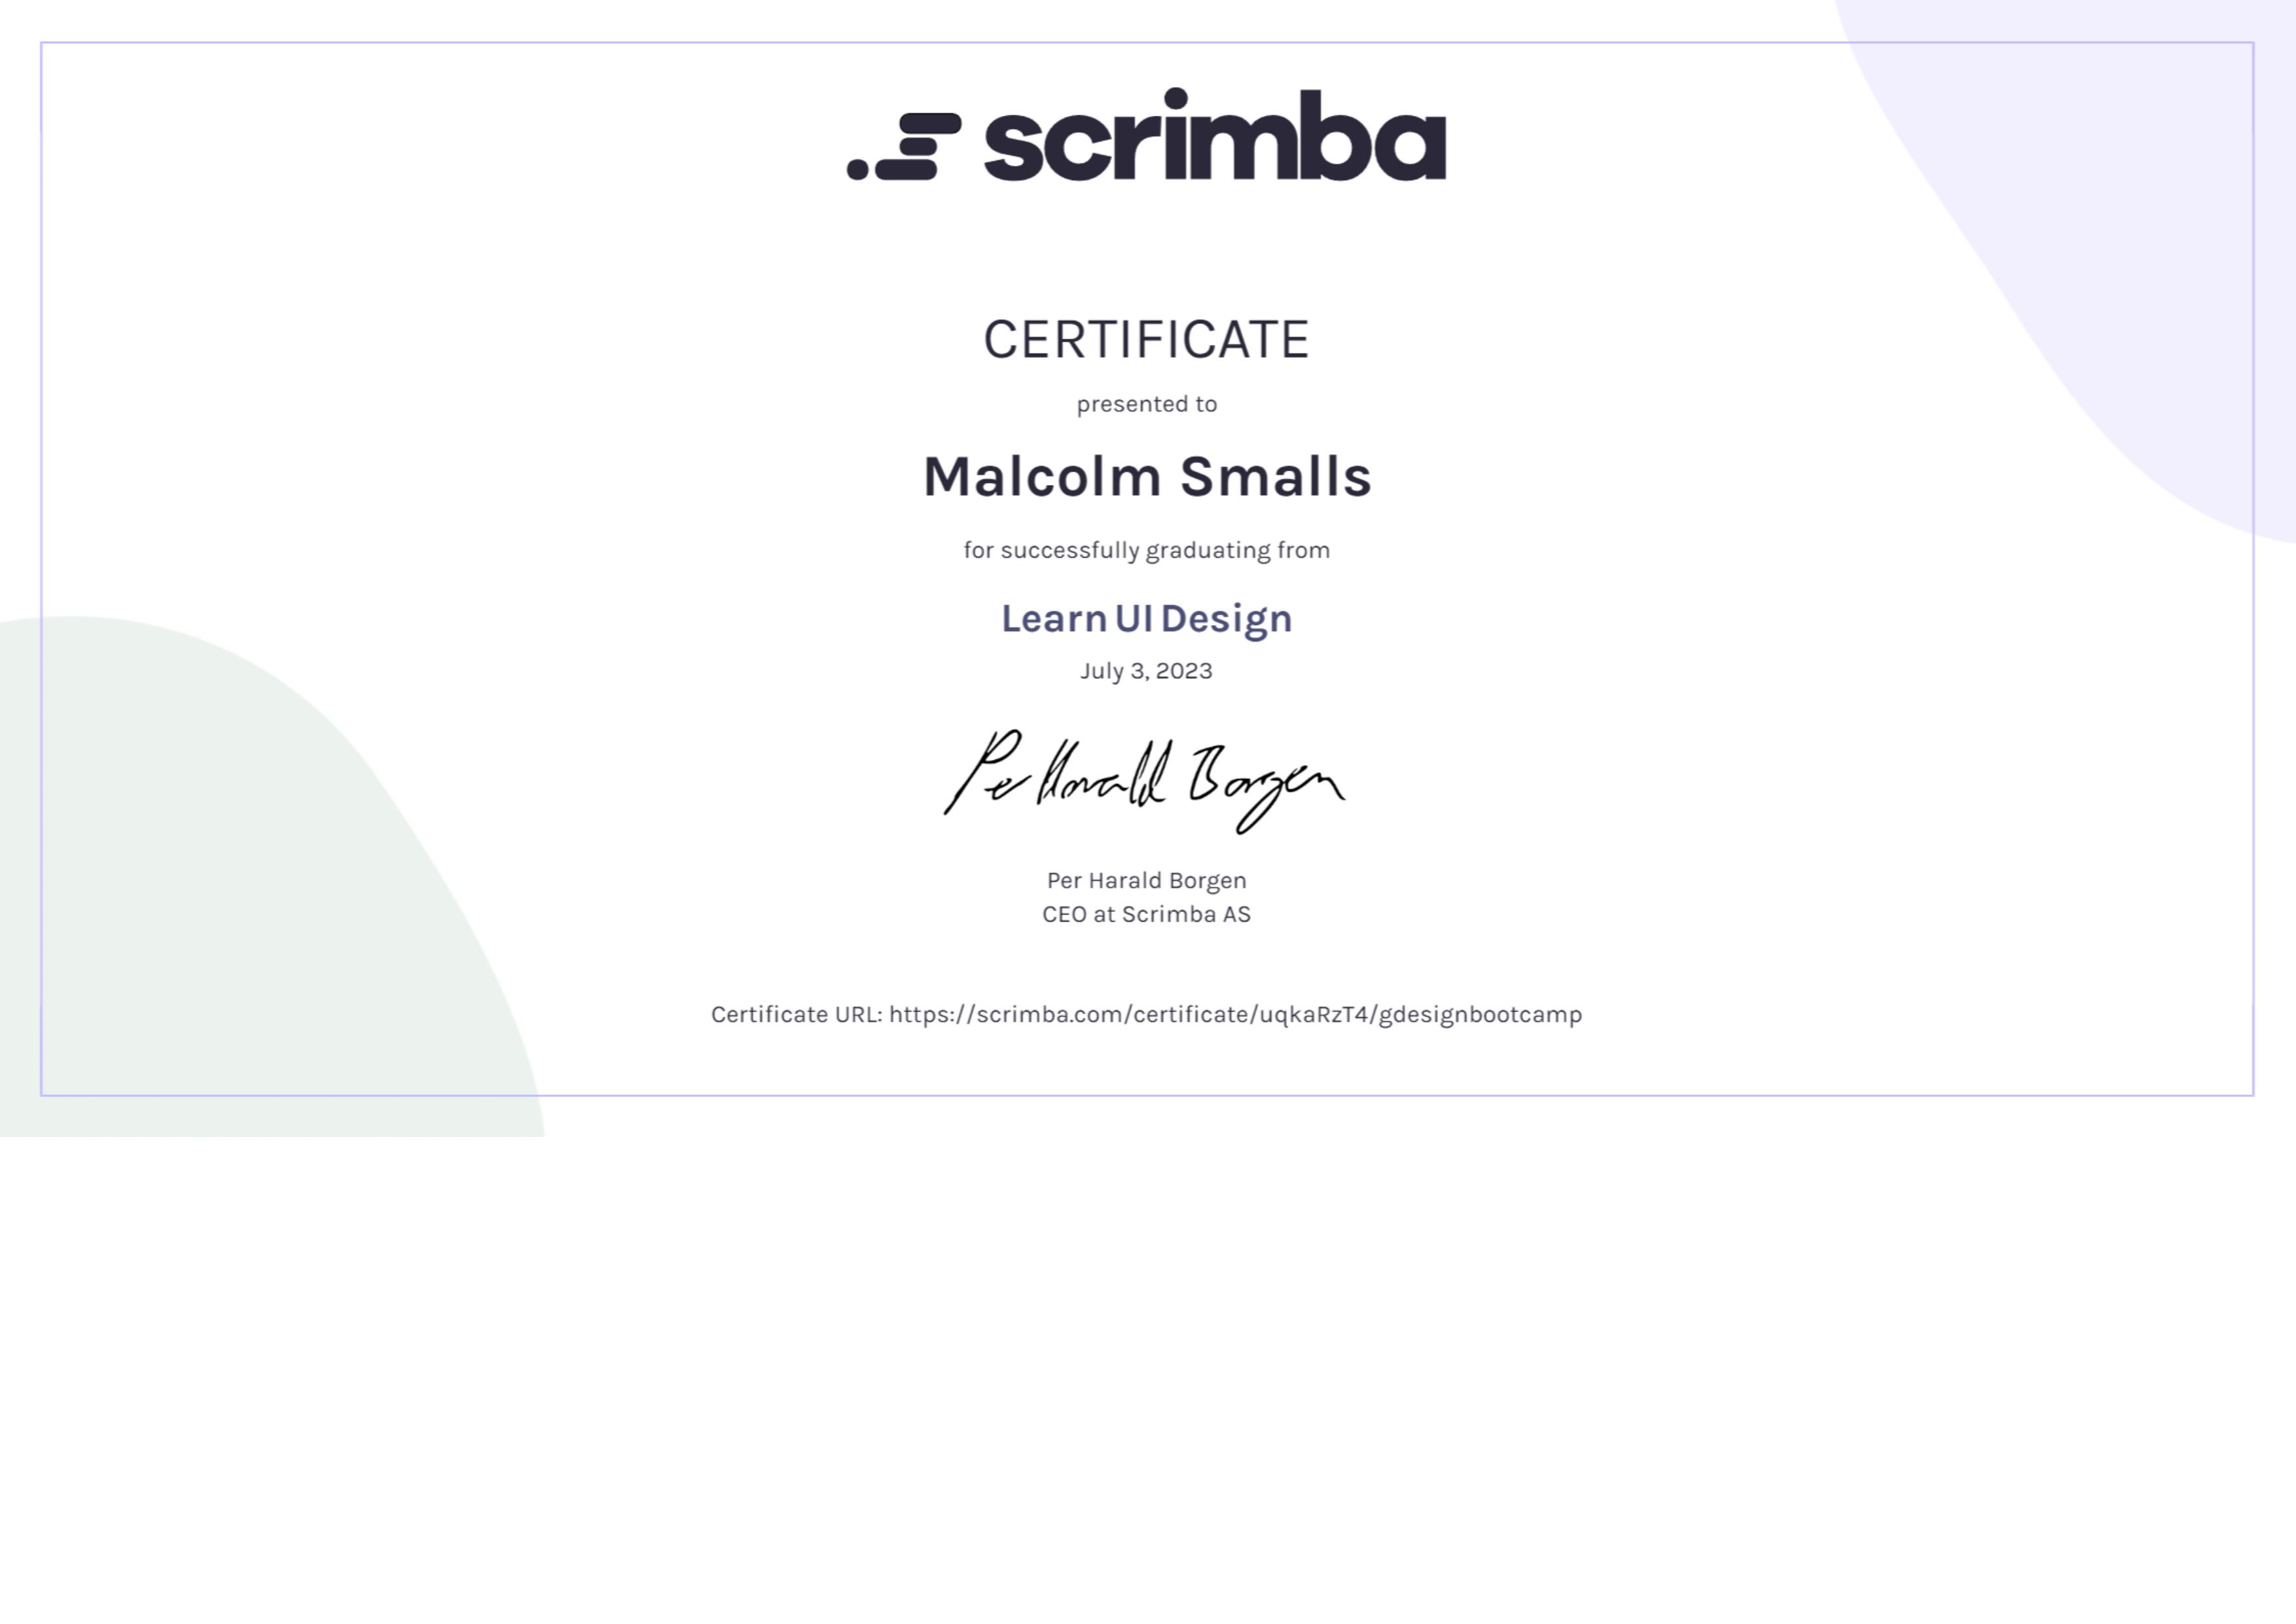 scrimba
CERTIFICATE
presented to
Malcolm Smalls
for successfully graduating from
Learn UI Design
July 3, 2023
Per Harald Borgen
Per Harald Borgen
CEO at Scrimba AS
Certificate URL: https://scrimba.com/certificate/uqkaRzT4/gdesignbootcamp